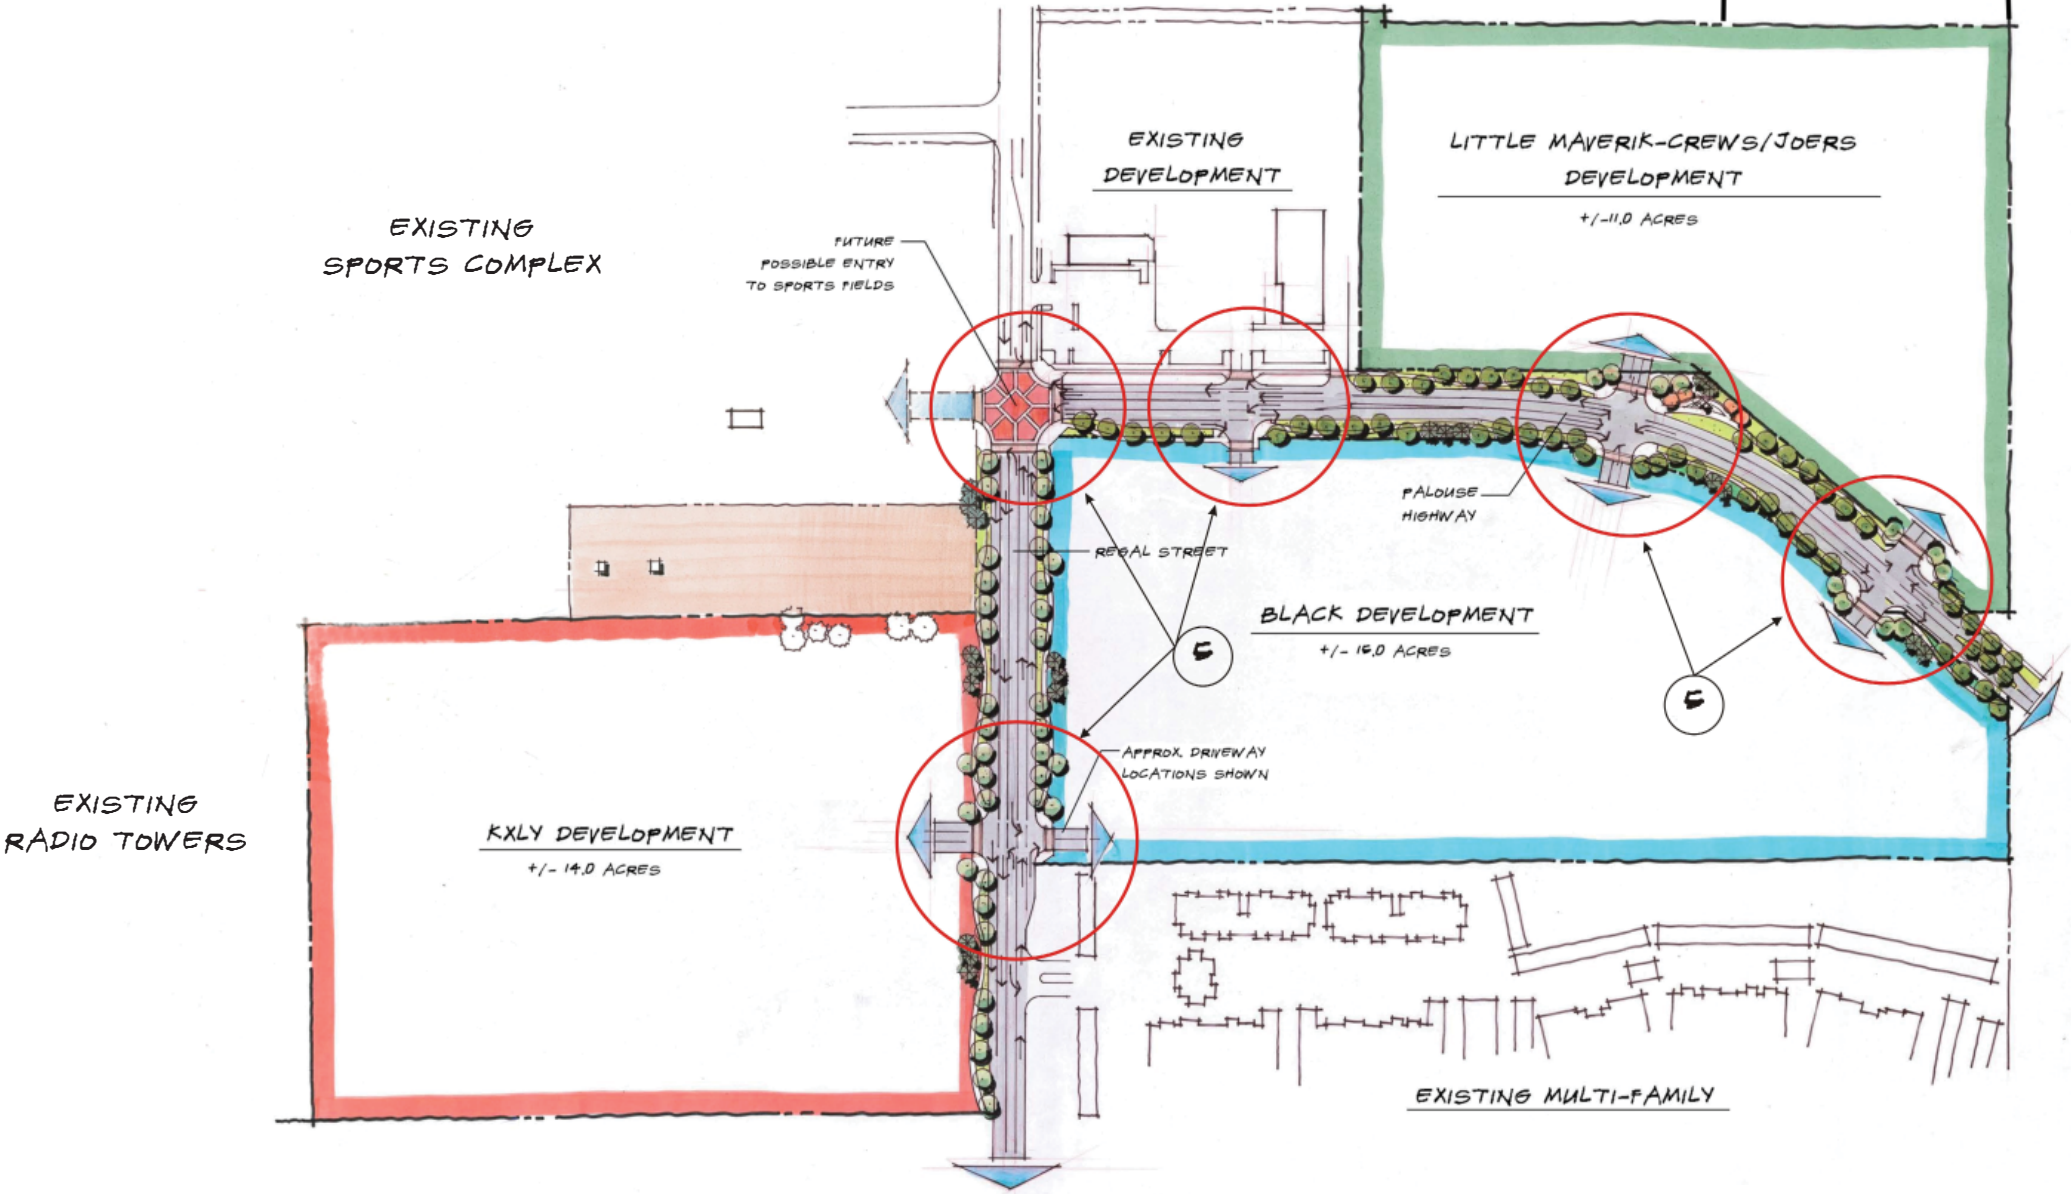 EXISTING
DEVELOPMENT
LITTLE MAVERIK-CREWS/JOERS
DEVELOPMENT
+/-11.0 ACRES
EXISTING
SPORTS COMPLEX
FUTURE
POSSIBLE ENTRY
TO SPORTS FIELDS
PALOUSE
HIGHWAY
REGAL STREET
BLACK DEVELOPMENT
+/- 16.0 ACRES
APPROX. DRIVEWAY
LOCATIONS SHOWN
EXISTING
RADIO TOWERS
KXLY DEVELOPMENT
+/- 14.0 ACRES
EXISTING MULTI-FAMILY